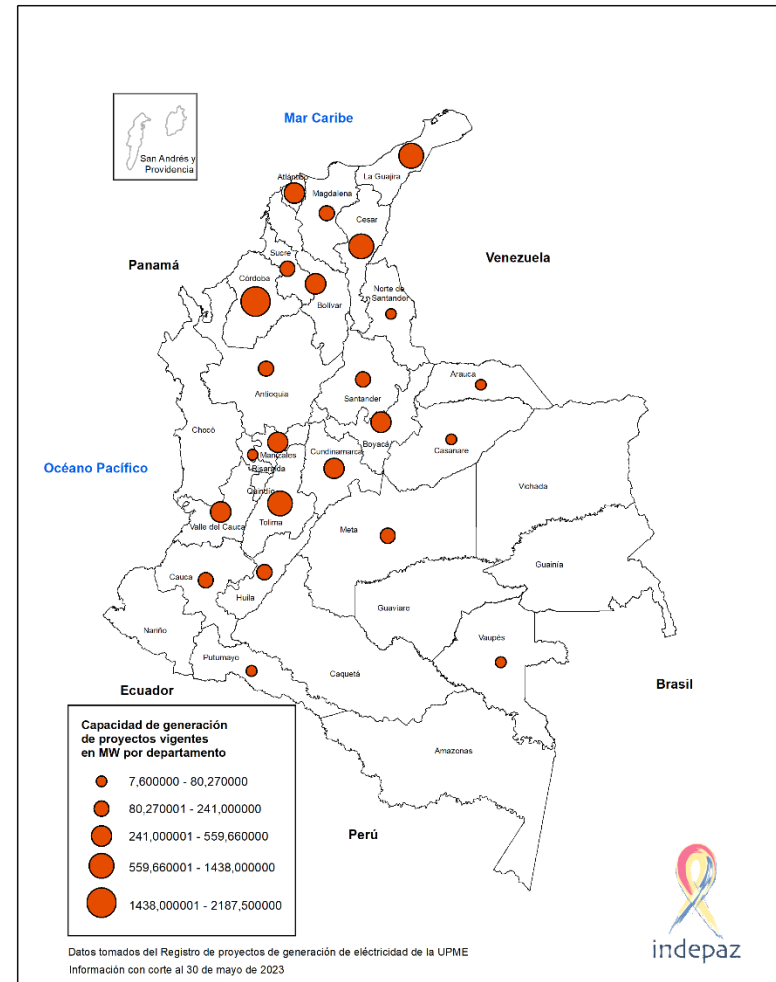 Mar Caribe
San Andrés y
Providencia
La Guajira
Atlántico
Magdalena
Cesar
Panamá
Venezuela
Sucre
Córdoba
Norte de
Santander
Bolívar
Arauca
Antioquia
Santander
Chocó
Boyacá
Casanare
Manizales
Cundinamarca
Océano Pacífico
Risaralda
Vichada
Quindío
Tolima
Valle del Cauca
Meta
Guainía
Cauca
Huila
Guaviare
Nariño
Vaupés
Putumayo
Caquetá
Ecuador
Brasil
Capacidad de generación
de proyectos vigentes
en MW por departamento
7,600000 - 80,270000
80,270001 - 241,000000
241,000001 - 559,660000
559,660001 - 1438,000000
1438,000001 - 2187,500000
Amazonas
Perú
indepaz
Datos tomados del Registro de proyectos de generación de eléctricidad de la UPME
Información con corte al 30 de mayo de 2023